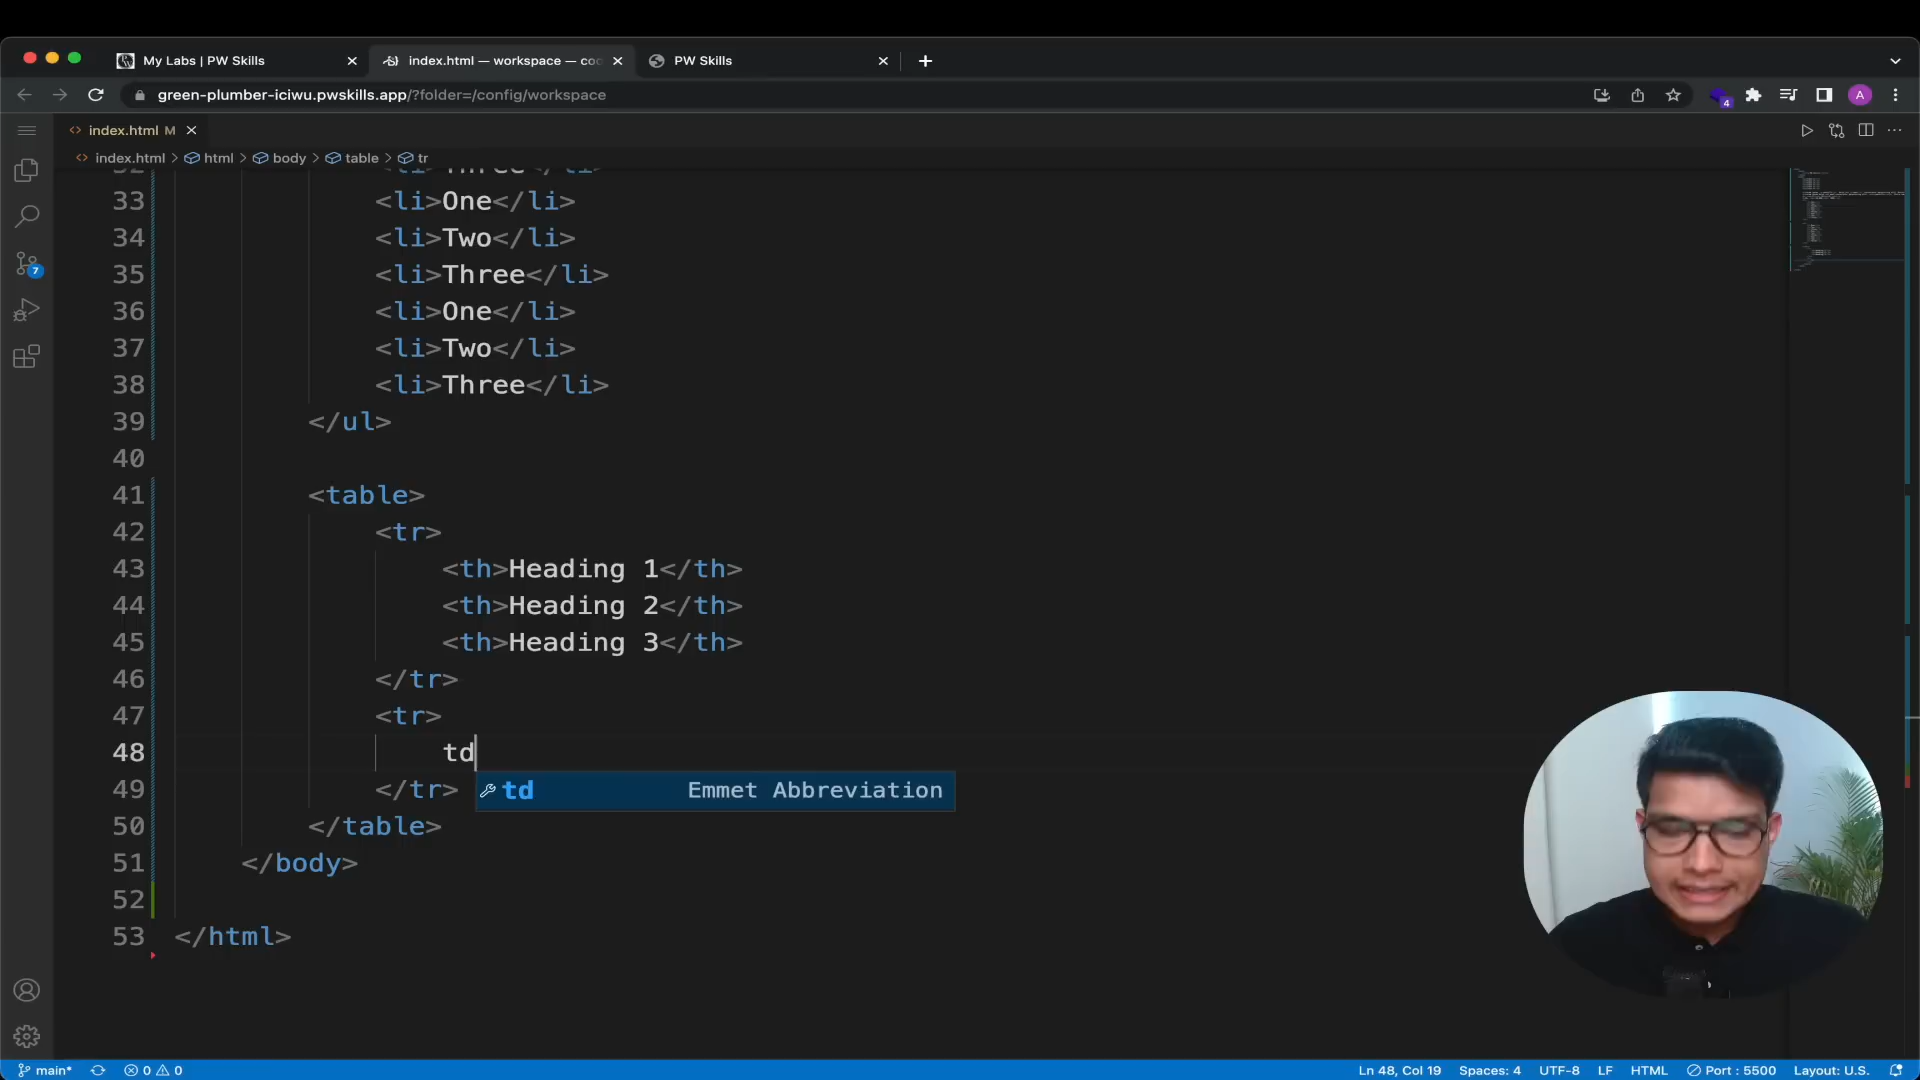 My Labs | PW Skills
index.html — workspace — co
PW Skills
green-plumber-iciwu.pwskills.app/?folder=/config/workspace
4
A
index.html M
index.html > html > body > table > tr
33 <li>One</li>
34 <li>Two</li>
35 <li>Three</li>
36 <li>One</li>
37 <li>Two</li>
38 <li>Three</li>
39 </ul>
40
41 <table>
42 <tr>
43 <th>Heading 1</th>
44 <th>Heading 2</th>
45 <th>Heading 3</th>
46 </tr>
47 <tr>
48 td
49 </tr>
td Emmet Abbreviation
50 </table>
51 </body>
52
53 </html>
7
main* 0 0 Ln 48, Col 19 Spaces: 4 UTF-8 LF HTML Port : 5500 Layout: U.S.